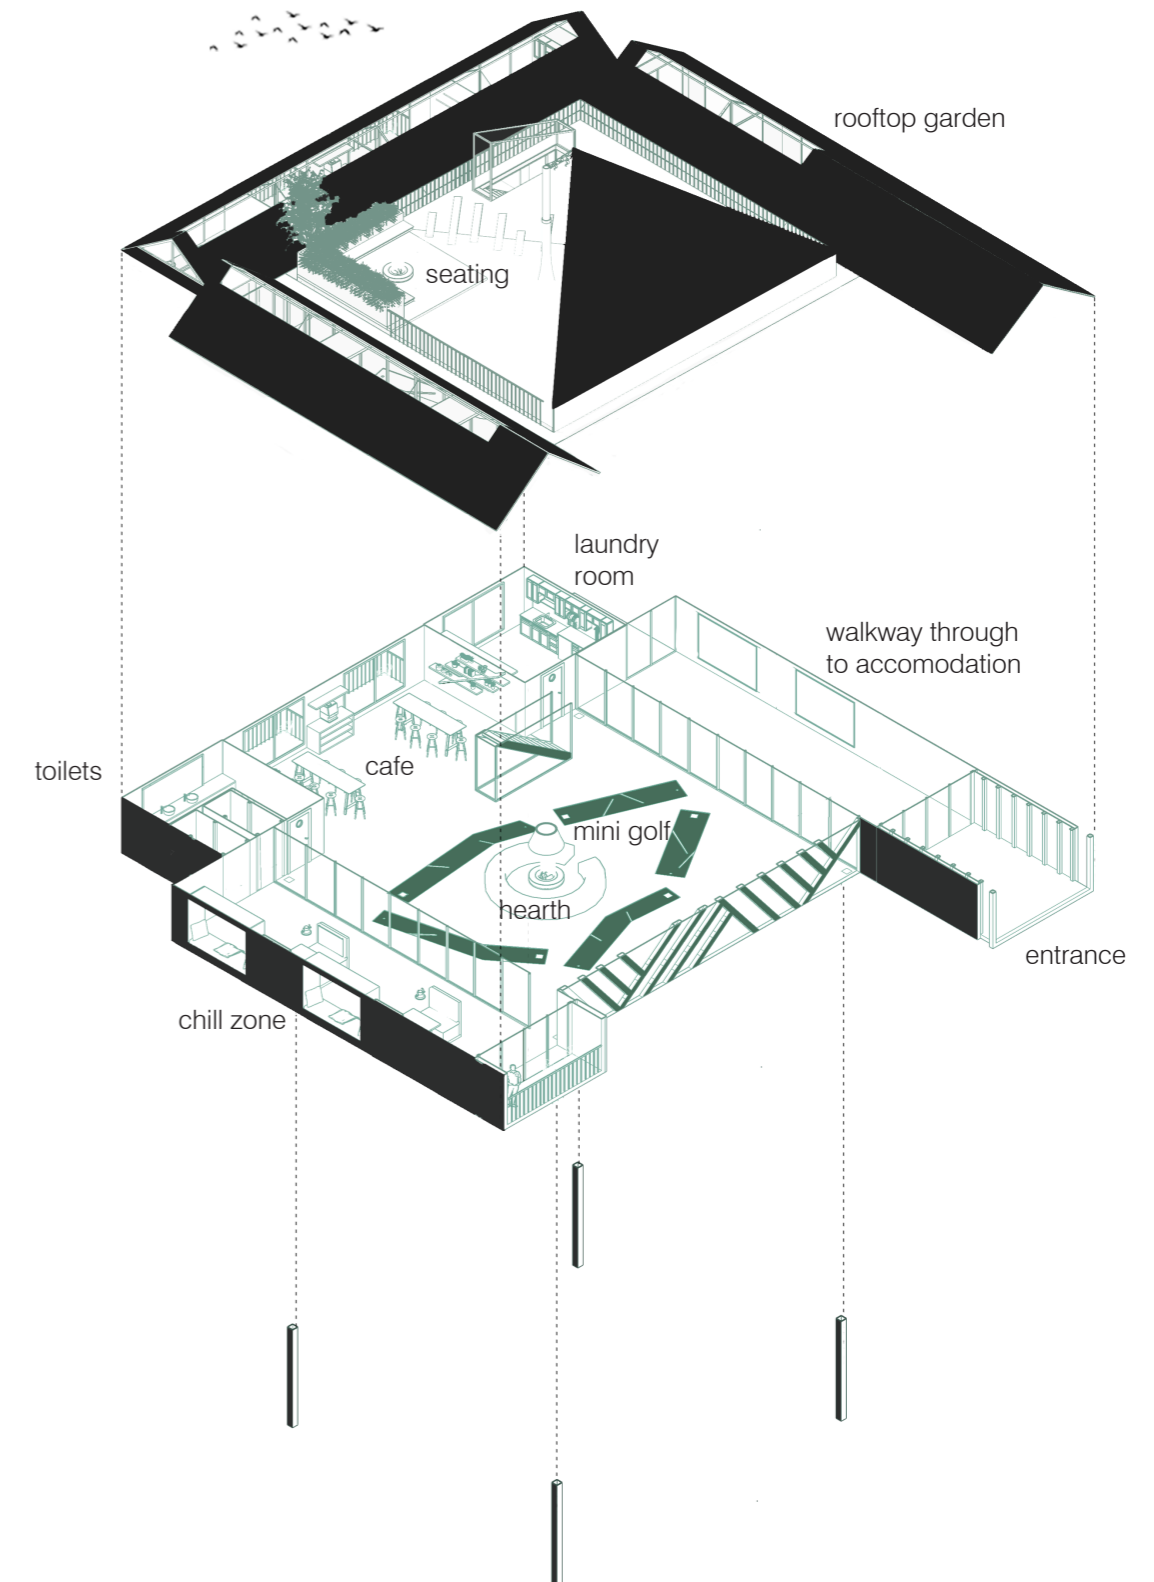 rooftop garden
seating
laundry
room
walkway through
to accomodation
toilets
cafe
mini golf
hearth
entrance
chill zone